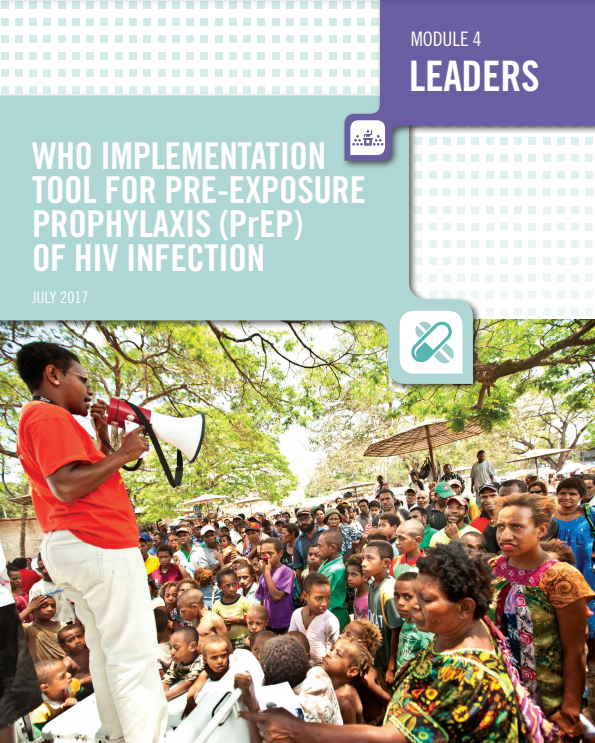 MODULE 4
LEADERS
WHO IMPLEMENTATION
TOOL FOR PRE-EXPOSURE
PROPHYLAXIS (PrEP)
OF HIV INFECTION
JULY 2017